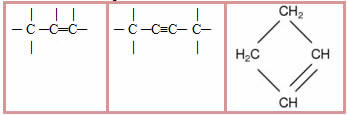 – C – C=C –
– C –C≡C– C–
CH2
H2C CH
CH